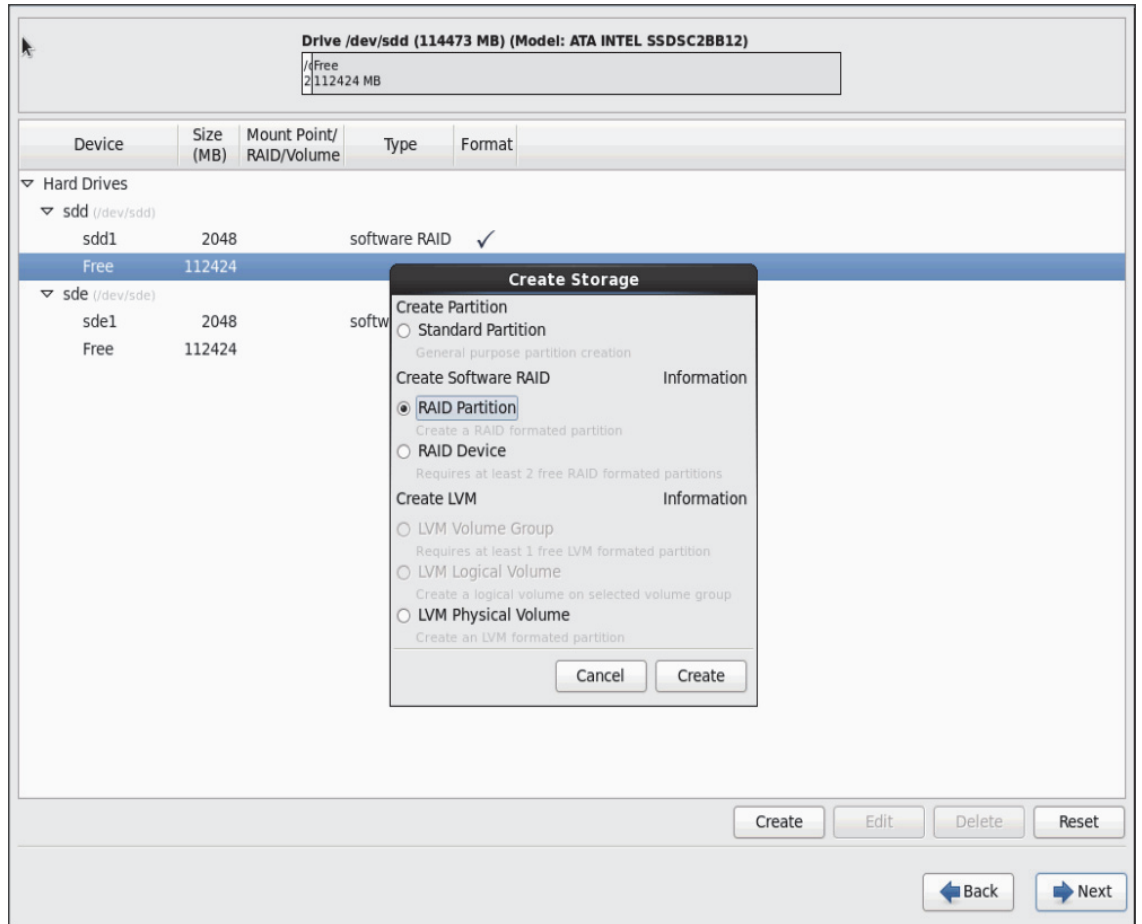 Drive /dev/sdd (114473 MB) (Model: ATA INTEL SSDSC2BB12)
Free
2 112424 MB
Device Size (MB) Mount Point/ RAID/Volume Type Format
Hard Drives
sdd (/dev/sdd)
sdd1 2048 software RAID ✓
Free 112424
sde (/dev/sde)
sde1 2048 softw
Free 112424
Create Storage
Create Partition
Standard Partition
General purpose partition creation
Create Software RAID Information
RAID Partition
Create a RAID formated partition
RAID Device
Requires at least 2 free RAID formated partitions
Create LVM Information
LVM Volume Group
Requires at least 1 free LVM formated partition
LVM Logical Volume
Create a logical volume on selected volume group
LVM Physical Volume
Create an LVM formated partition
Cancel Create
Create Edit Delete Reset
Back Next